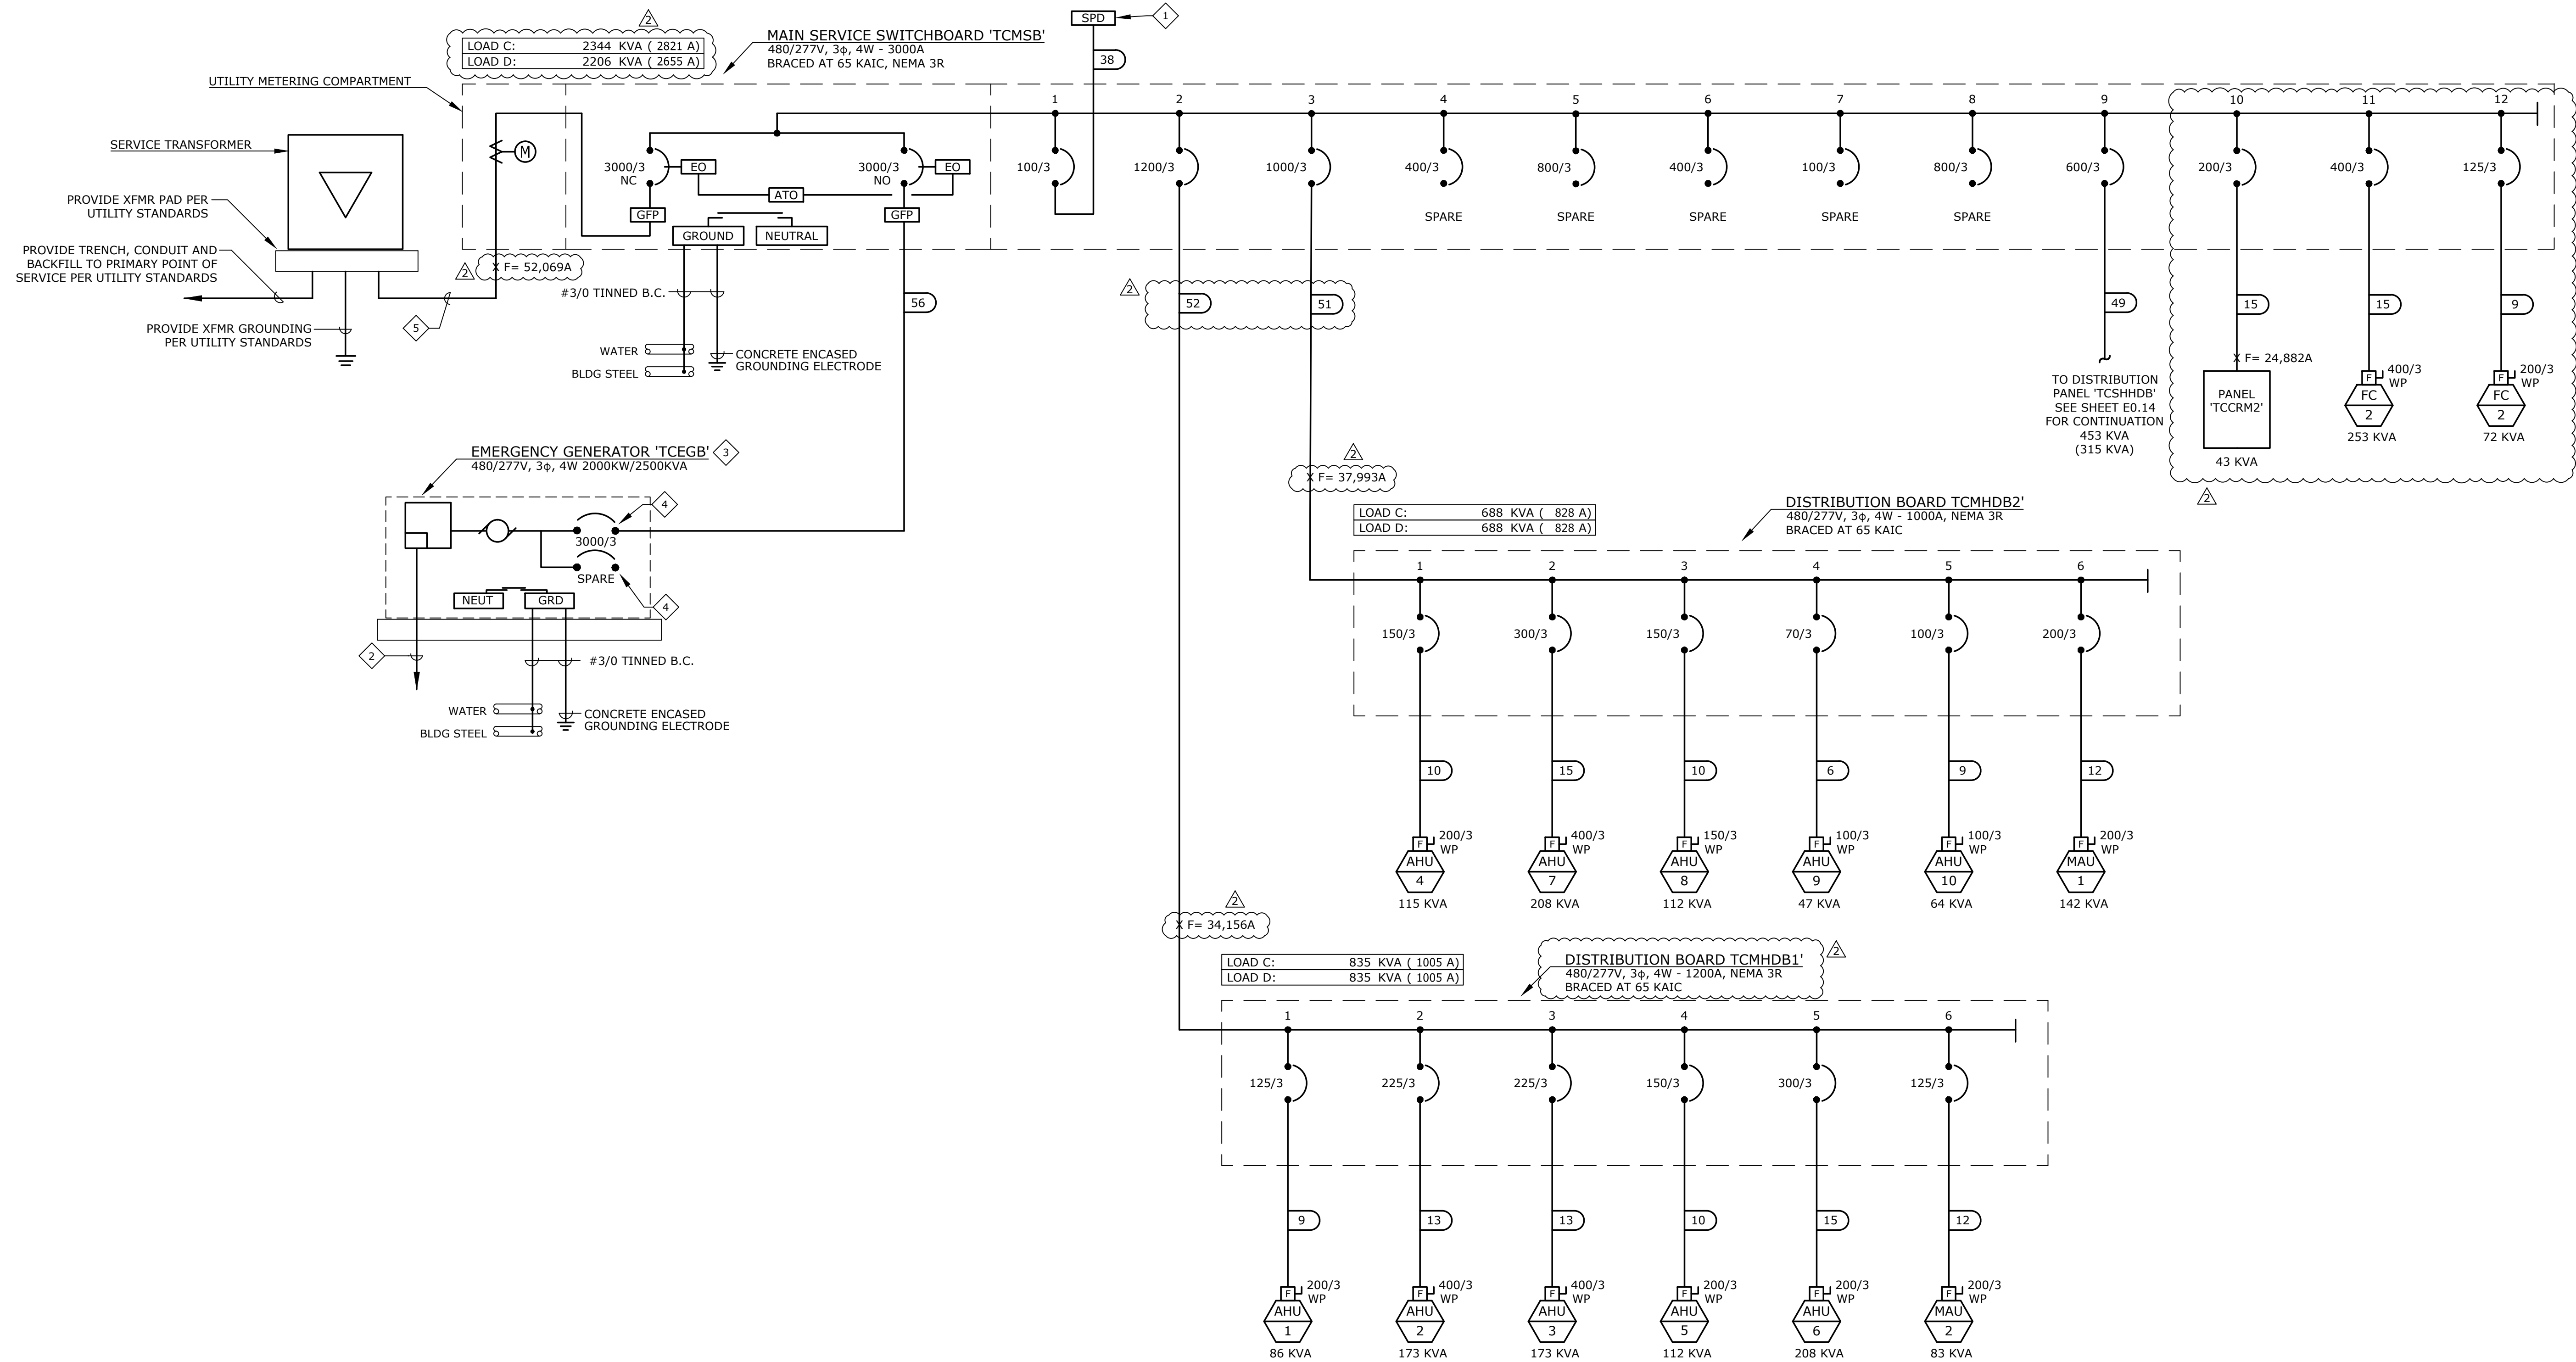 SPD
1
38
2
LOAD C: 2344 KVA ( 2821 A)
LOAD D: 2206 KVA ( 2655 A)
MAIN SERVICE SWITCHBOARD 'TCMSB'
480/277V, 3φ, 4W - 3000A
BRACED AT 65 KAIC, NEMA 3R
UTILITY METERING COMPARTMENT
SERVICE TRANSFORMER
PROVIDE XFMR PAD PER
UTILITY STANDARDS
PROVIDE TRENCH, CONDUIT AND
BACKFILL TO PRIMARY POINT OF
SERVICE PER UTILITY STANDARDS
PROVIDE XFMR GROUNDING
PER UTILITY STANDARDS
5
M
3000/3
NC
EO
ATO
3000/3
NO
EO
GFP
GFP
GROUND
NEUTRAL
2
X F= 52,069A
#3/0 TINNED B.C.
WATER
BLDG STEEL
CONCRETE ENCASED
GROUNDING ELECTRODE
56
1 2 3 4 5 6 7 8 9 10 11 12
100/3 1200/3 1000/3 400/3 800/3 400/3 100/3 800/3 600/3 200/3 400/3 125/3
SPARE SPARE SPARE SPARE SPARE
2
52
51
49
15
15
9
TO DISTRIBUTION
PANEL 'TCSHHDB'
SEE SHEET E0.14
FOR CONTINUATION
453 KVA
(315 KVA)
X F= 24,882A
PANEL
'TCCRM2'
43 KVA
F
400/3
WP
FC
2
253 KVA
F
200/3
WP
FC
2
72 KVA
2
EMERGENCY GENERATOR 'TCEGB'
480/277V, 3φ, 4W 2000KW/2500KVA
3
4
3000/3
SPARE
4
NEUT
GRD
2
#3/0 TINNED B.C.
WATER
BLDG STEEL
CONCRETE ENCASED
GROUNDING ELECTRODE
2
X F= 37,993A
LOAD C: 688 KVA ( 828 A)
LOAD D: 688 KVA ( 828 A)
DISTRIBUTION BOARD TCMHDB2'
480/277V, 3φ, 4W - 1000A, NEMA 3R
BRACED AT 65 KAIC
1 2 3 4 5 6
150/3 300/3 150/3 70/3 100/3 200/3
10 15 10 6 9 12
F 200/3 F 400/3 F 150/3 F 100/3 F 100/3 F 200/3
WP WP WP WP WP WP
AHU AHU AHU AHU AHU MAU
4 7 8 9 10 1
115 KVA 208 KVA 112 KVA 47 KVA 64 KVA 142 KVA
2
X F= 34,156A
LOAD C: 835 KVA ( 1005 A)
LOAD D: 835 KVA ( 1005 A)
DISTRIBUTION BOARD TCMHDB1'
480/277V, 3φ, 4W - 1200A, NEMA 3R
BRACED AT 65 KAIC
2
1 2 3 4 5 6
125/3 225/3 225/3 150/3 300/3 125/3
9 13 13 10 15 12
F 200/3 F 400/3 F 400/3 F 200/3 F 200/3 F 200/3
WP WP WP WP WP WP
AHU AHU AHU AHU AHU MAU
1 2 3 5 6 2
86 KVA 173 KVA 173 KVA 112 KVA 208 KVA 83 KVA